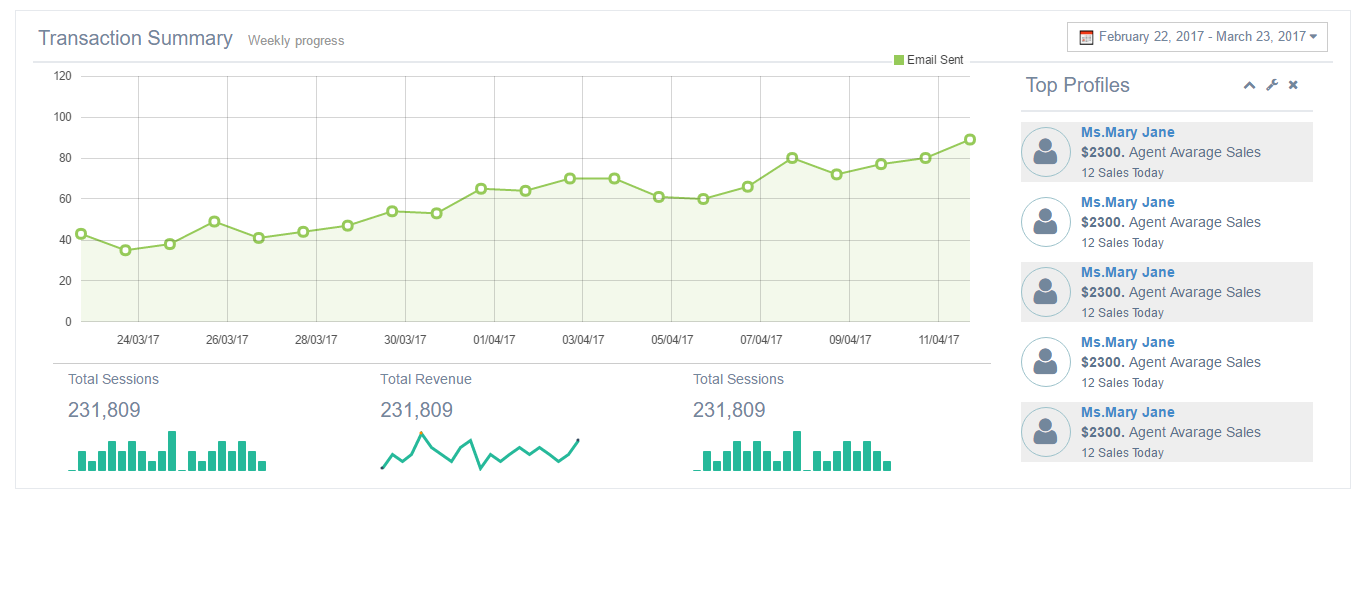 Transaction Summary Weekly progress
February 22, 2017 - March 23, 2017
Email Sent
120
100
80
60
40
20
0
24/03/17 26/03/17 28/03/17 30/03/17 01/04/17 03/04/17 05/04/17 07/04/17 09/04/17 11/04/17
Total Sessions
231,809
Total Revenue
231,809
Total Sessions
231,809
Top Profiles
Ms.Mary Jane
$2300. Agent Avarage Sales
12 Sales Today
Ms.Mary Jane
$2300. Agent Avarage Sales
12 Sales Today
Ms.Mary Jane
$2300. Agent Avarage Sales
12 Sales Today
Ms.Mary Jane
$2300. Agent Avarage Sales
12 Sales Today
Ms.Mary Jane
$2300. Agent Avarage Sales
12 Sales Today